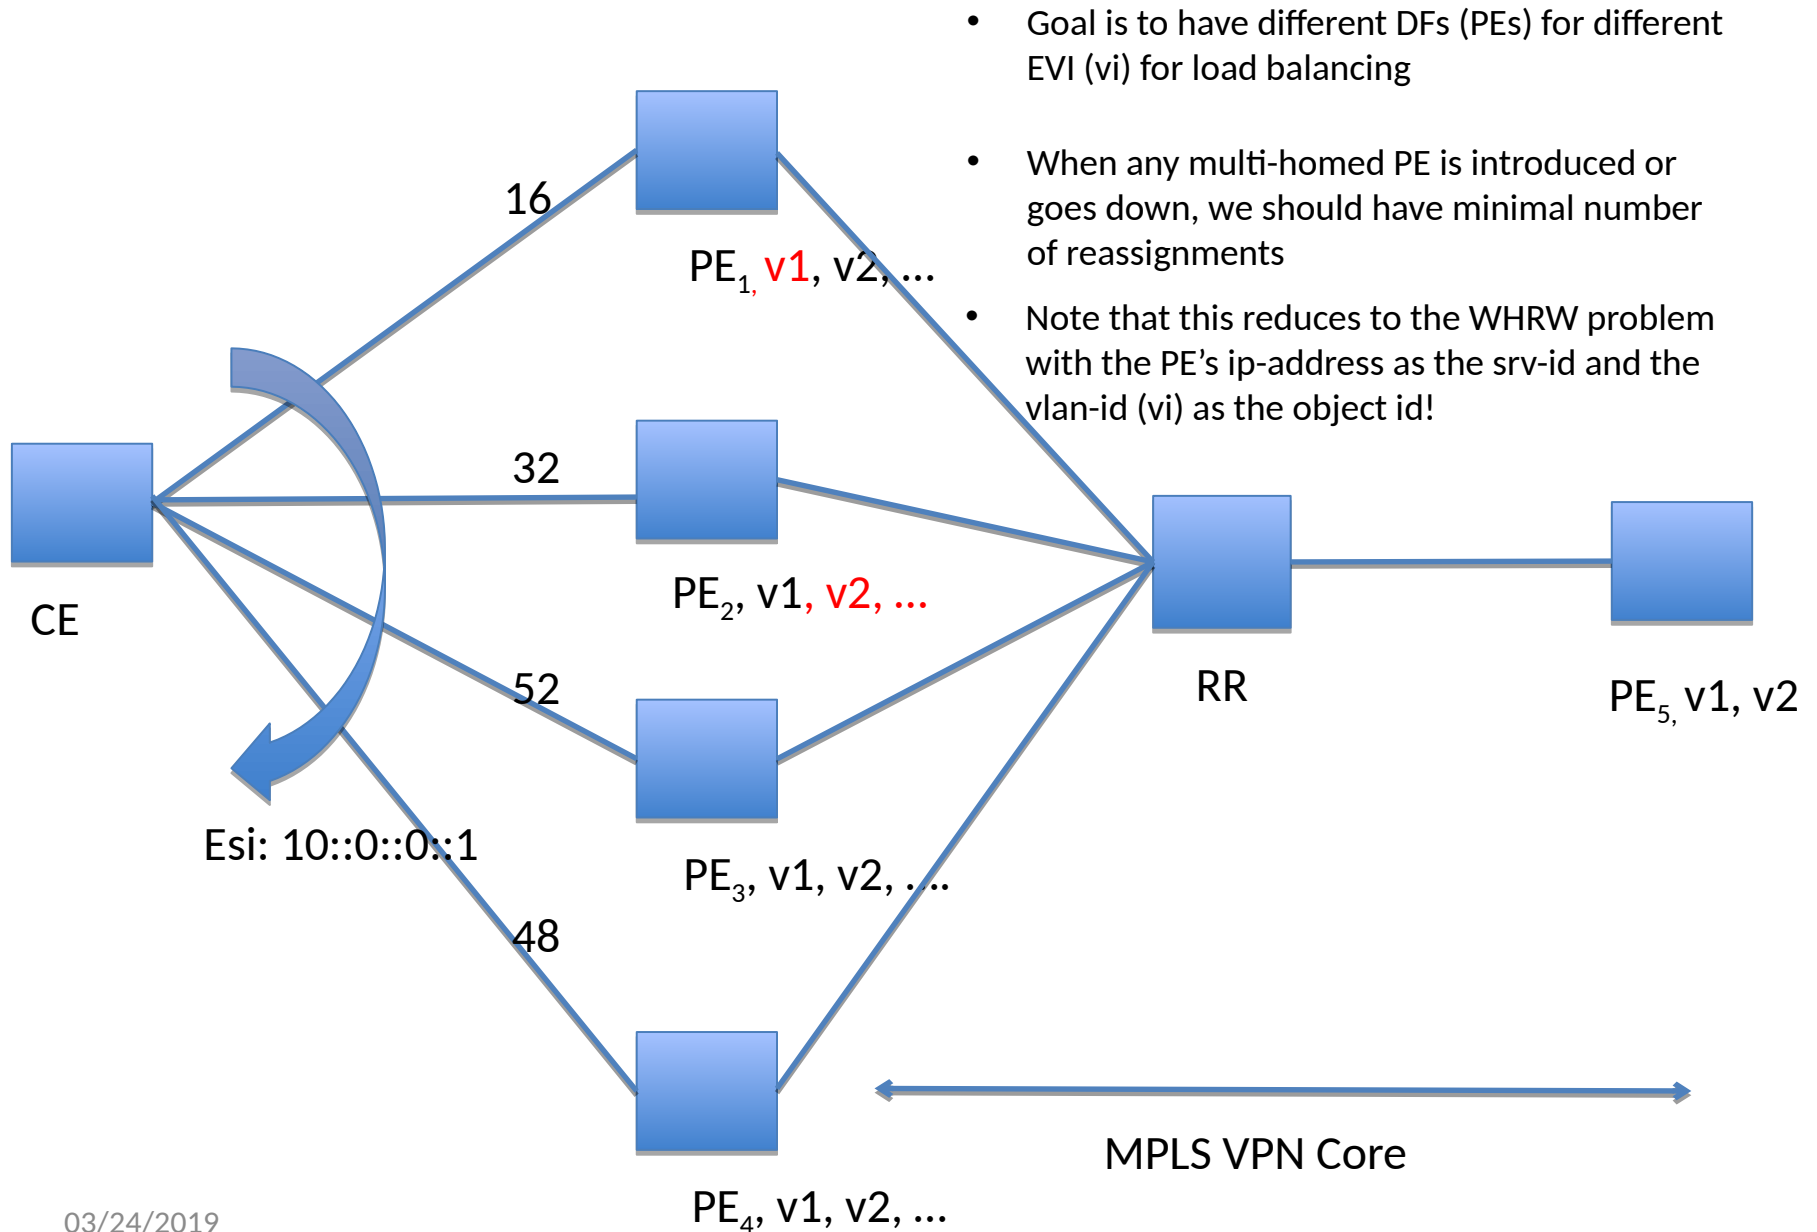 • Goal is to have different DFs (PEs) for different
EVI (vi) for load balancing
• When any multi-homed PE is introduced or
goes down, we should have minimal number
of reassignments
• Note that this reduces to the WHRW problem
with the PE’s ip-address as the srv-id and the
vlan-id (vi) as the object id!
16
PE1, v1, v2, ...
32
PE2, v1, v2, ...
CE
52
RR
PE5, v1, v2
Esi: 10::0::0::1
PE3, v1, v2, ....
48
MPLS VPN Core
PE4, v1, v2, ...
03/24/2019